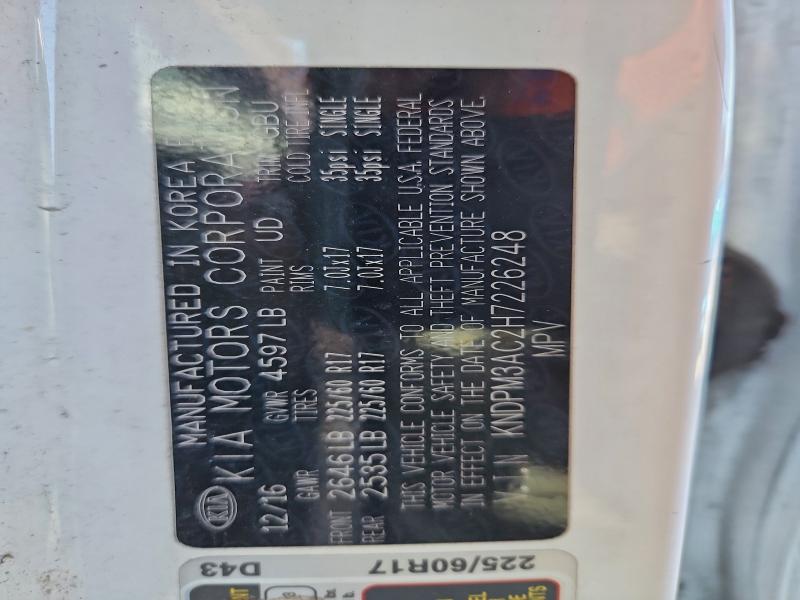 MANUFACTURED IN KOREA
KIA KIA MOTORS CORPORATION
12/16 GVWR 4597 LB PAINT UD TRIM GBU
GAWR TIRES RIMS COLD TIRE INFL
FRONT 2646 LB 225/60 R17 7.0Jx17 35psi SINGLE
REAR 2535 LB 225/60 R17 7.0Jx17 35psi SINGLE
THIS VEHICLE CONFORMS TO ALL APPLICABLE U.S.A. FEDERAL
MOTOR VEHICLE SAFETY AND THEFT PREVENTION STANDARDS
IN EFFECT ON THE DATE OF MANUFACTURE SHOWN ABOVE.
V.I.N KNDPM3AC2H7226248
MPV
D43
225/60R17